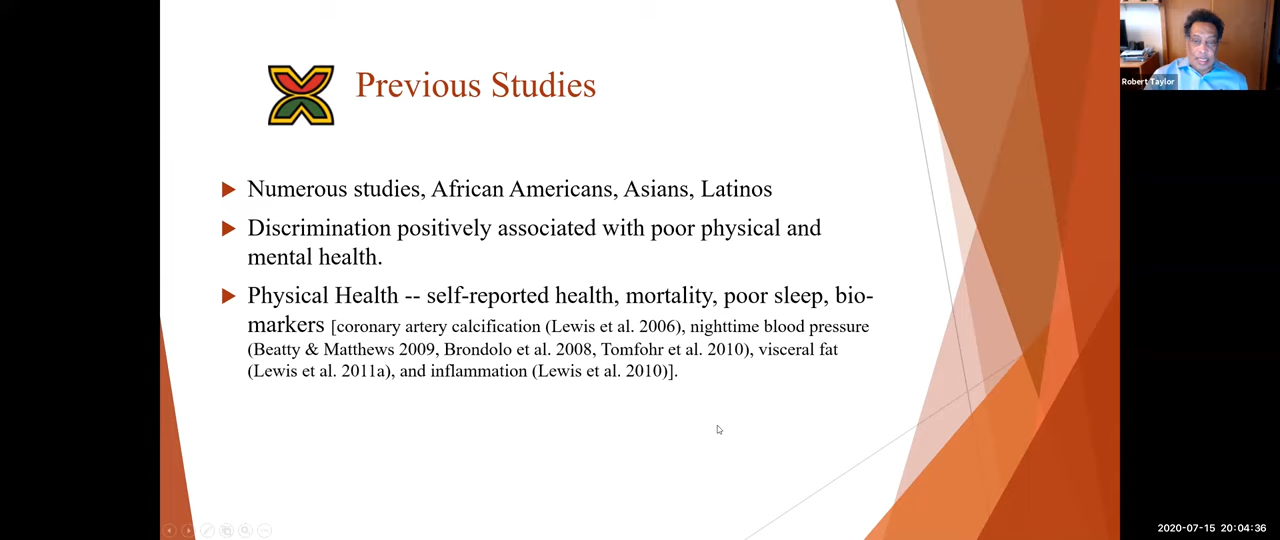 Previous Studies
Numerous studies, African Americans, Asians, Latinos
Discrimination positively associated with poor physical and
mental health.
Physical Health -- self-reported health, mortality, poor sleep, bio-
markers [coronary artery calcification (Lewis et al. 2006), nighttime blood pressure
(Beatty & Matthews 2009, Brondolo et al. 2008, Tomfohr et al. 2010), visceral fat
(Lewis et al. 2011a), and inflammation (Lewis et al. 2010)].
Robert Taylor
2020-07-15 20:04:36